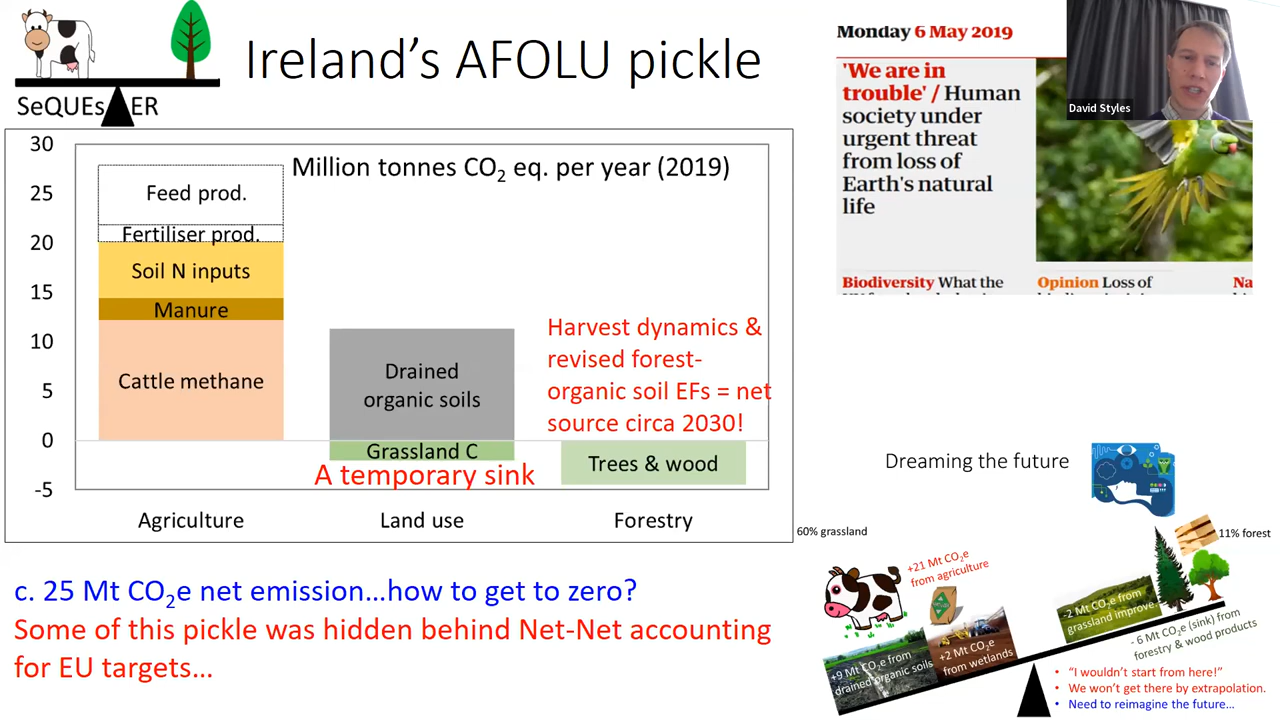 SeQUEsTER
Ireland's AFOLU pickle
Million tonnes CO2 eq. per year (2019)
30
25
20
15
10
5
0
-5
Feed prod.
Fertiliser prod.
Soil N inputs
Manure
Cattle methane
Drained
organic soils
Grassland C
A temporary sink
Harvest dynamics &
revised forest-
organic soil EFs = net
source circa 2030!
Trees & wood
Agriculture
Land use
Forestry
c. 25 Mt CO2e net emission...how to get to zero?
Some of this pickle was hidden behind Net-Net accounting
for EU targets...
Monday 6 May 2019
'We are in
trouble' / Human
society under
urgent threat
from loss of
Earth's natural
life
Biodiversity What the
Opinion Loss of
Na
David Styles
Dreaming the future
60% grassland
11% forest
+21 Mt CO2e
from agriculture
+9 Mt CO2e from
drained organic soils
+2 Mt CO2e
from wetlands
-2 Mt CO2e from
grassland improve.
- 6 Mt CO2e (sink) from
forestry & wood products
• "I wouldn't start from here!"
• We won't get there by extrapolation.
• Need to reimagine the future...